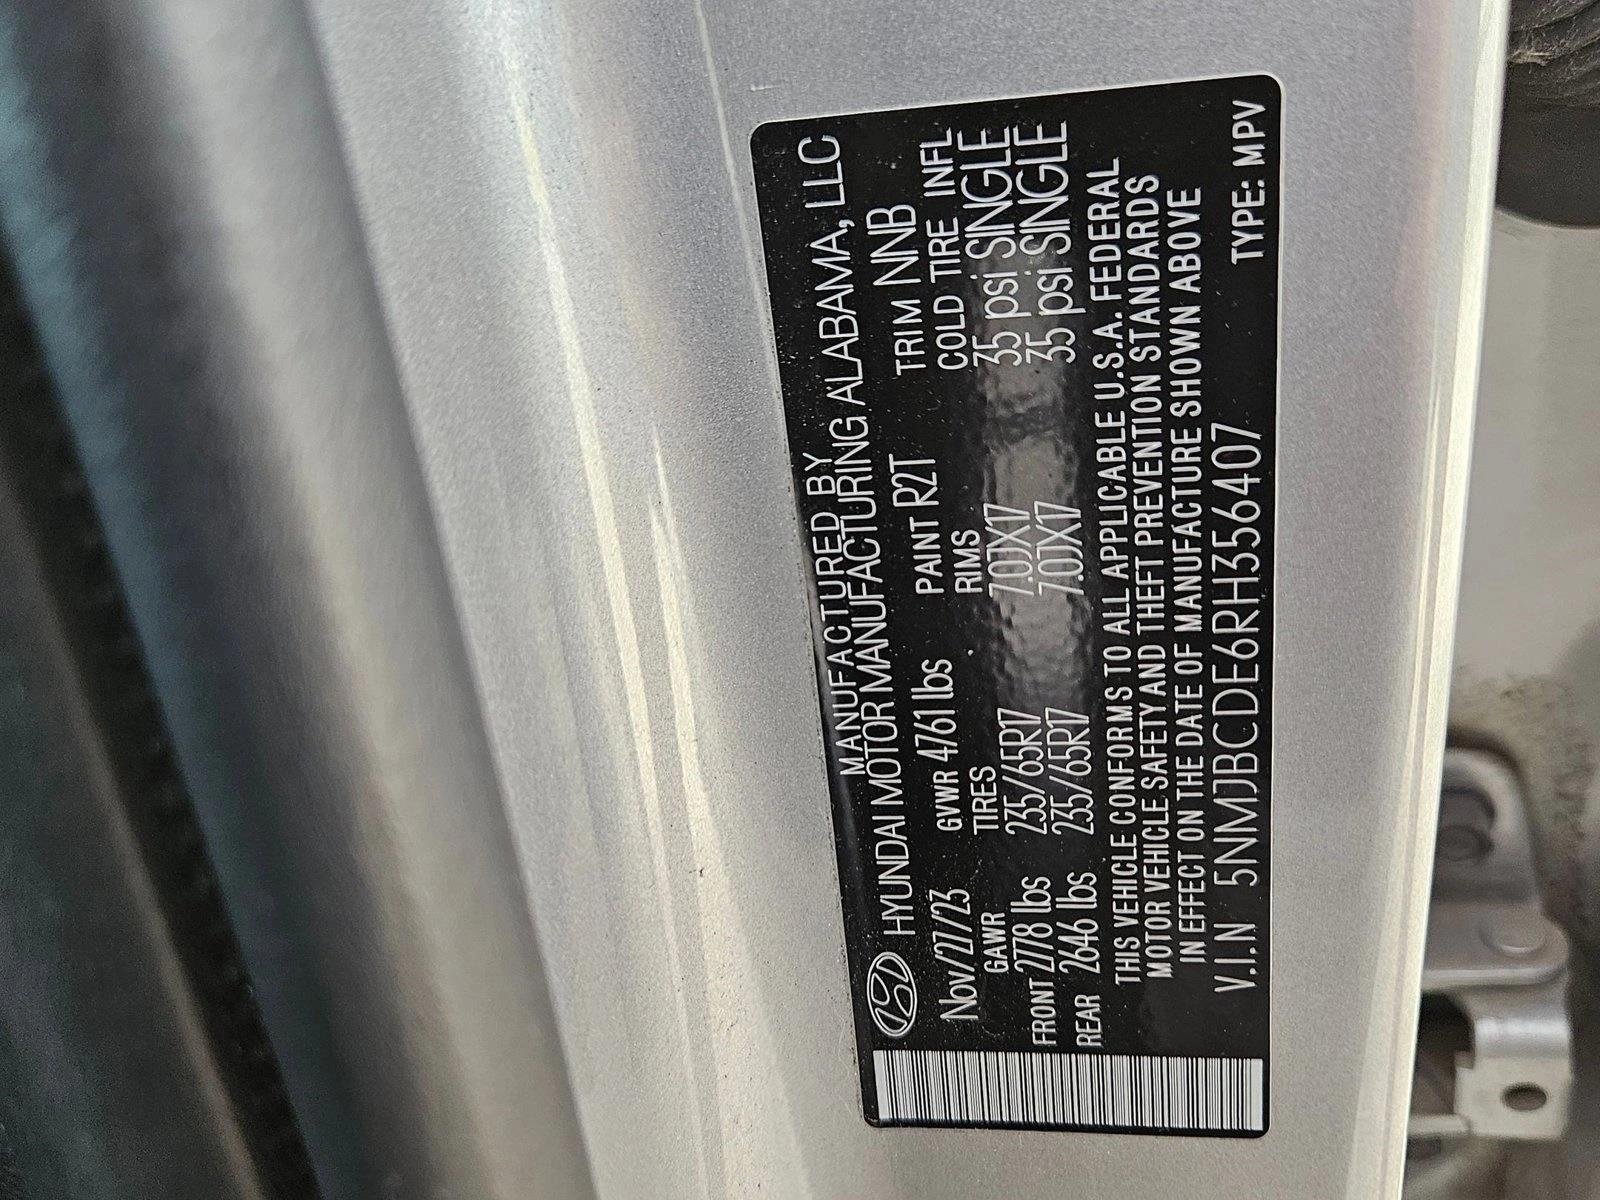 MANUFACTURED BY
HYUNDAI MOTOR MANUFACTURING ALABAMA, LLC
Nov/27/23 GVWR 4761 lbs PAINT R2T TRIM NNB
GAWR TIRES RIMS COLD TIRE INFL
FRONT 2778 lbs 235/65R17 7.0JX17 35 psi SINGLE
REAR 2646 lbs 235/65R17 7.0JX17 35 psi SINGLE
THIS VEHICLE CONFORMS TO ALL APPLICABLE U.S.A. FEDERAL
MOTOR VEHICLE SAFETY AND THEFT PREVENTION STANDARDS
IN EFFECT ON THE DATE OF MANUFACTURE SHOWN ABOVE
V.I.N 5NMJBCDE6RH356407 TYPE: MPV